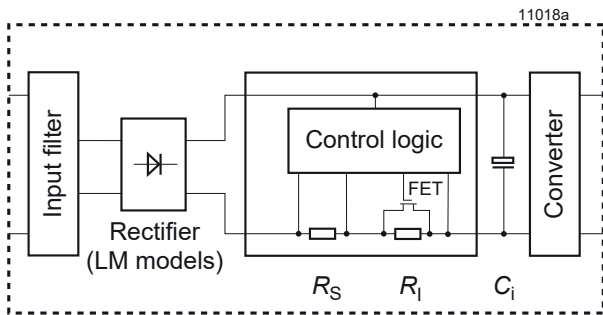 11018a
Input filter
Rectifier
(LM models)
Control logic
FET
Converter
RS
RI
Ci